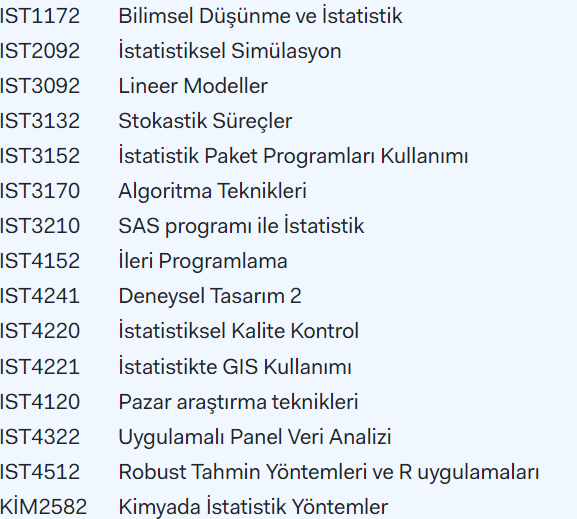 IST1172 Bilimsel Düşünme ve İstatistik
IST2092 İstatistiksel Simülasyon
IST3092 Lineer Modeller
IST3132 Stokastik Süreçler
IST3152 İstatistik Paket Programları Kullanımı
IST3170 Algoritma Teknikleri
IST3210 SAS programı ile İstatistik
IST4152 İleri Programlama
IST4241 Deneysel Tasarım 2
IST4220 İstatistiksel Kalite Kontrol
IST4221 İstatistikte GIS Kullanımı
IST4120 Pazar araştırma teknikleri
IST4322 Uygulamalı Panel Veri Analizi
IST4512 Robust Tahmin Yöntemleri ve R uygulamaları
KİM2582 Kimyada İstatistik Yöntemler